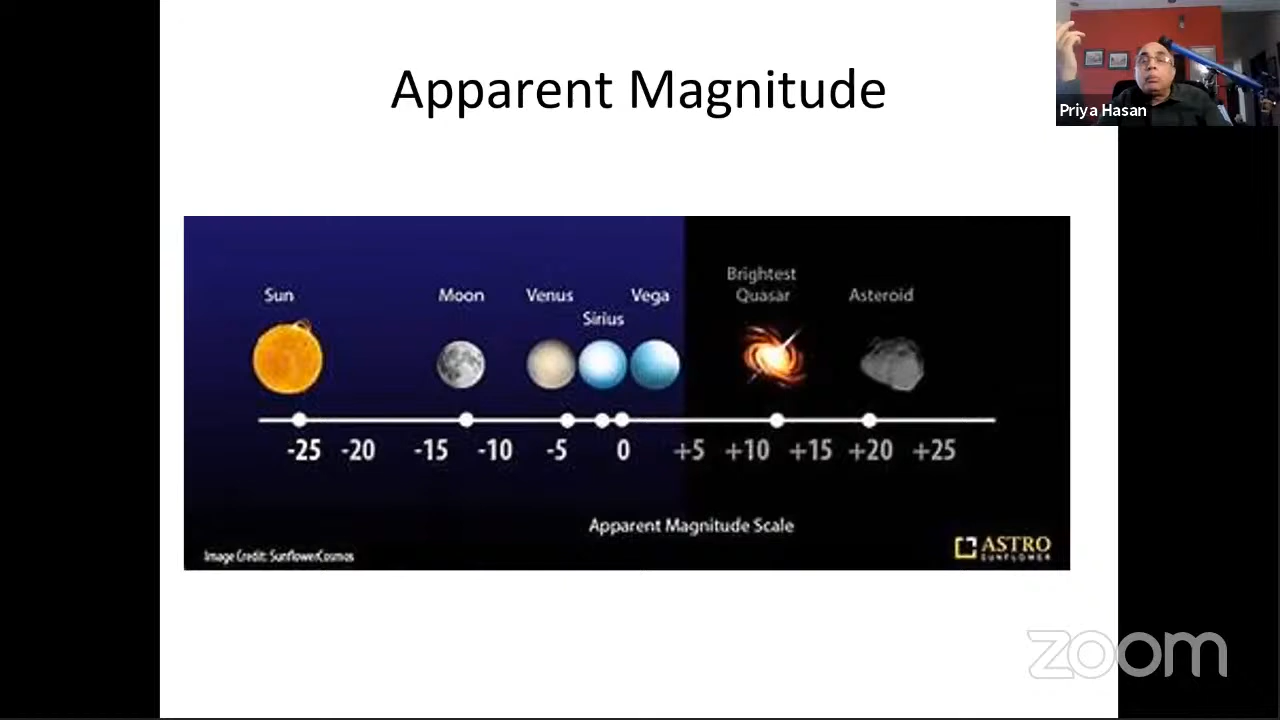 Apparent Magnitude
Priya Hasan
Brightest
Quasar
Sun
Moon
Venus
Vega
Asteroid
Sirius
-25 -20 -15 -10 -5 0 +5 +10 +15 +20 +25
Apparent Magnitude Scale
Image Credit: SunflowerCosmos
ASTRO
SUNFLOWER
zoom